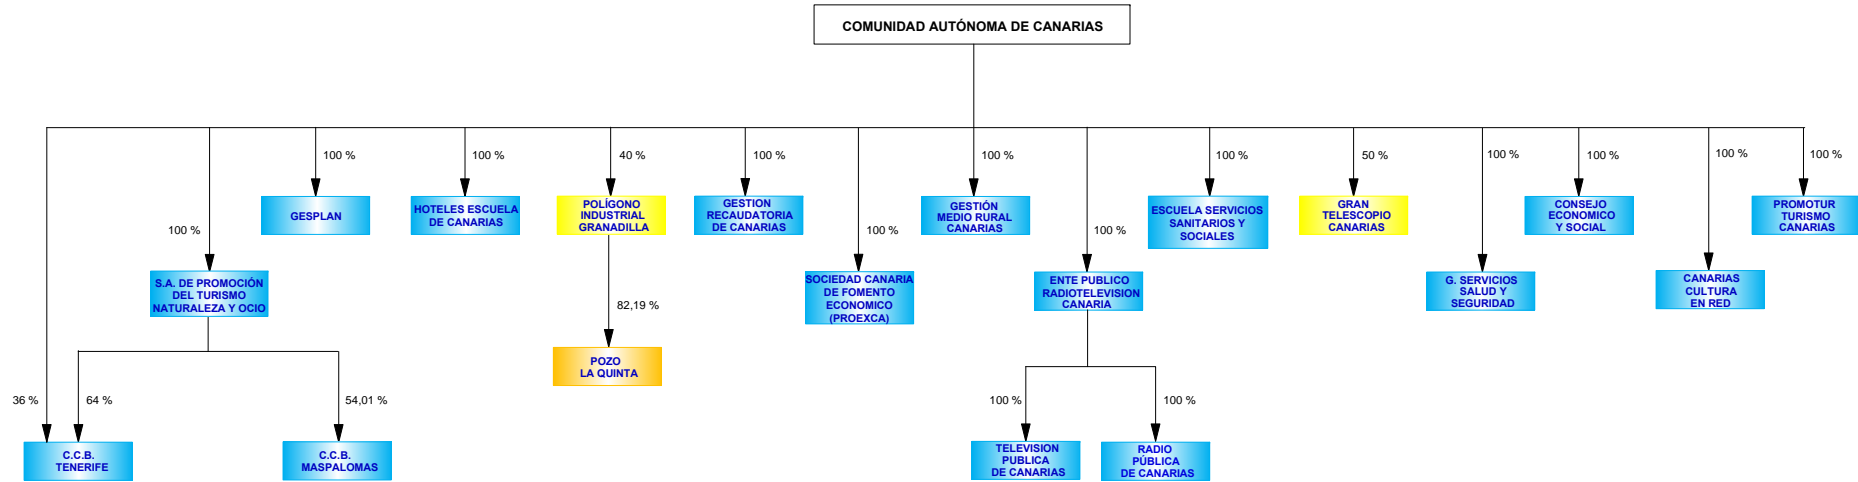 COMUNIDAD AUTÓNOMA DE CANARIAS
100 %
100 %
40 %
100 %
100 %
100 %
50 %
100 %
100 %
100 %
100 %
GESPLAN
HOTELES ESCUELA
DE CANARIAS
POLÍGONO
INDUSTRIAL
GRANADILLA
GESTION
RECAUDATORIA
DE CANARIAS
GESTIÓN
MEDIO RURAL
CANARIAS
ESCUELA SERVICIOS
SANITARIOS Y
SOCIALES
GRAN
TELESCOPIO
CANARIAS
CONSEJO
ECONOMICO
Y SOCIAL
PROMOTUR
TURISMO
CANARIAS
100 %
100 %
100 %
S.A. DE PROMOCIÓN
DEL TURISMO
NATURALEZA Y OCIO
SOCIEDAD CANARIA
DE FOMENTO
ECONOMICO
(PROEXCA)
ENTE PUBLICO
RADIOTELEVISION
CANARIA
G. SERVICIOS
SALUD Y
SEGURIDAD
CANARIAS
CULTURA
EN RED
82,19 %
POZO
LA QUINTA
36 %
64 %
54,01 %
100 %
100 %
C.C.B.
TENERIFE
C.C.B.
MASPALOMAS
TELEVISION
PUBLICA
DE CANARIAS
RADIO
PÚBLICA
DE CANARIAS